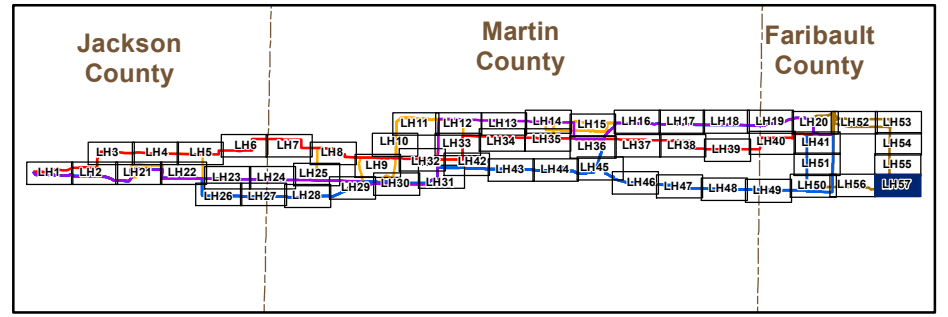 Jackson
County
Martin
County
Faribault
County
LH11 LH12 LH13 LH14 LH15 LH16 LH17 LH18 LH19 LH20 LH52 LH53
LH10 LH33 LH34 LH35 LH36 LH37 LH38 LH39 LH40 LH41 LH54
LH3 LH4 LH5 LH6 LH7 LH8 LH9 LH32 LH42 LH51 LH55
LH1 LH2 LH21 LH22 LH23 LH24 LH25 LH29 LH30 LH31 LH43 LH44 LH45 LH46 LH47 LH48 LH49 LH50 LH56 LH57
LH26 LH27 LH28